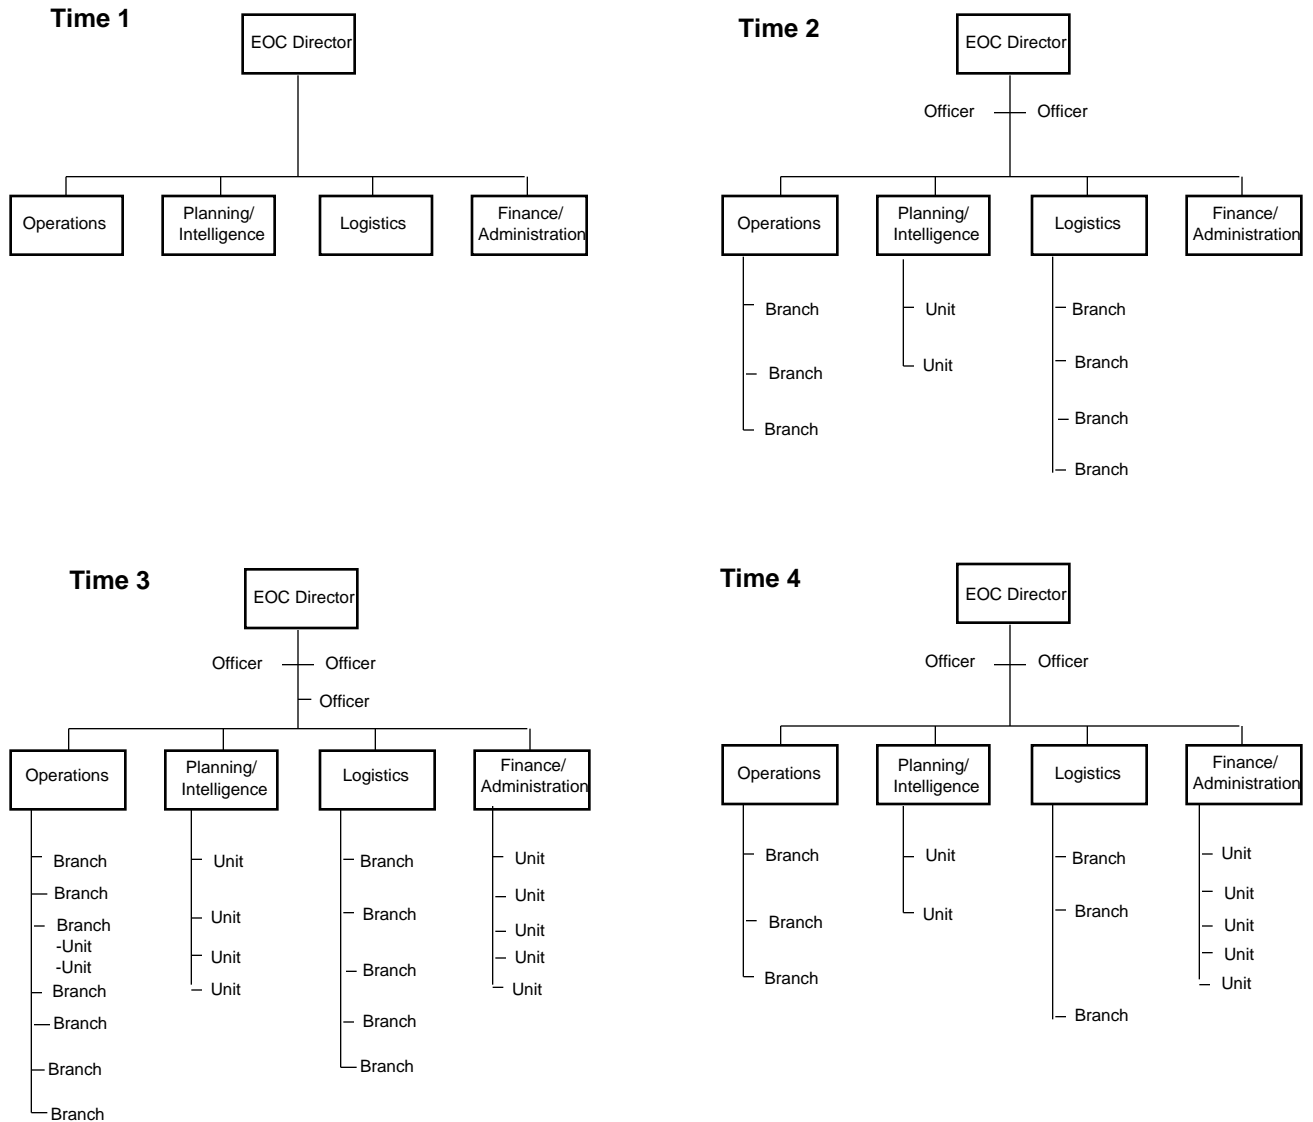 Time 1
EOC Director
Operations
Planning/
Intelligence
Logistics
Finance/
Administration
Time 2
EOC Director
Officer
Officer
Operations
Planning/
Intelligence
Logistics
Finance/
Administration
Branch
Branch
Branch
Unit
Unit
Branch
Branch
Branch
Branch
Time 3
EOC Director
Officer
Officer
Officer
Operations
Planning/
Intelligence
Logistics
Finance/
Administration
Branch
Branch
Branch
-Unit
-Unit
Branch
Branch
Branch
Branch
Unit
Unit
Unit
Unit
Branch
Branch
Branch
Branch
Branch
Unit
Unit
Unit
Unit
Unit
Time 4
EOC Director
Officer
Officer
Operations
Planning/
Intelligence
Logistics
Finance/
Administration
Branch
Branch
Branch
Unit
Unit
Branch
Branch
Branch
Unit
Unit
Unit
Unit
Unit